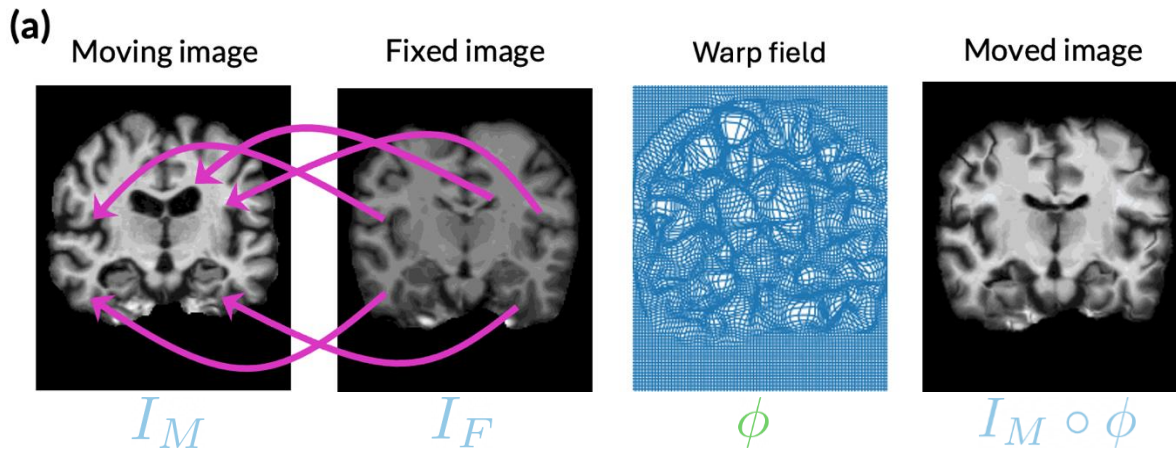 (a)
Moving image Fixed image Warp field Moved image
I_M I_F ϕ I_M ∘ ϕ